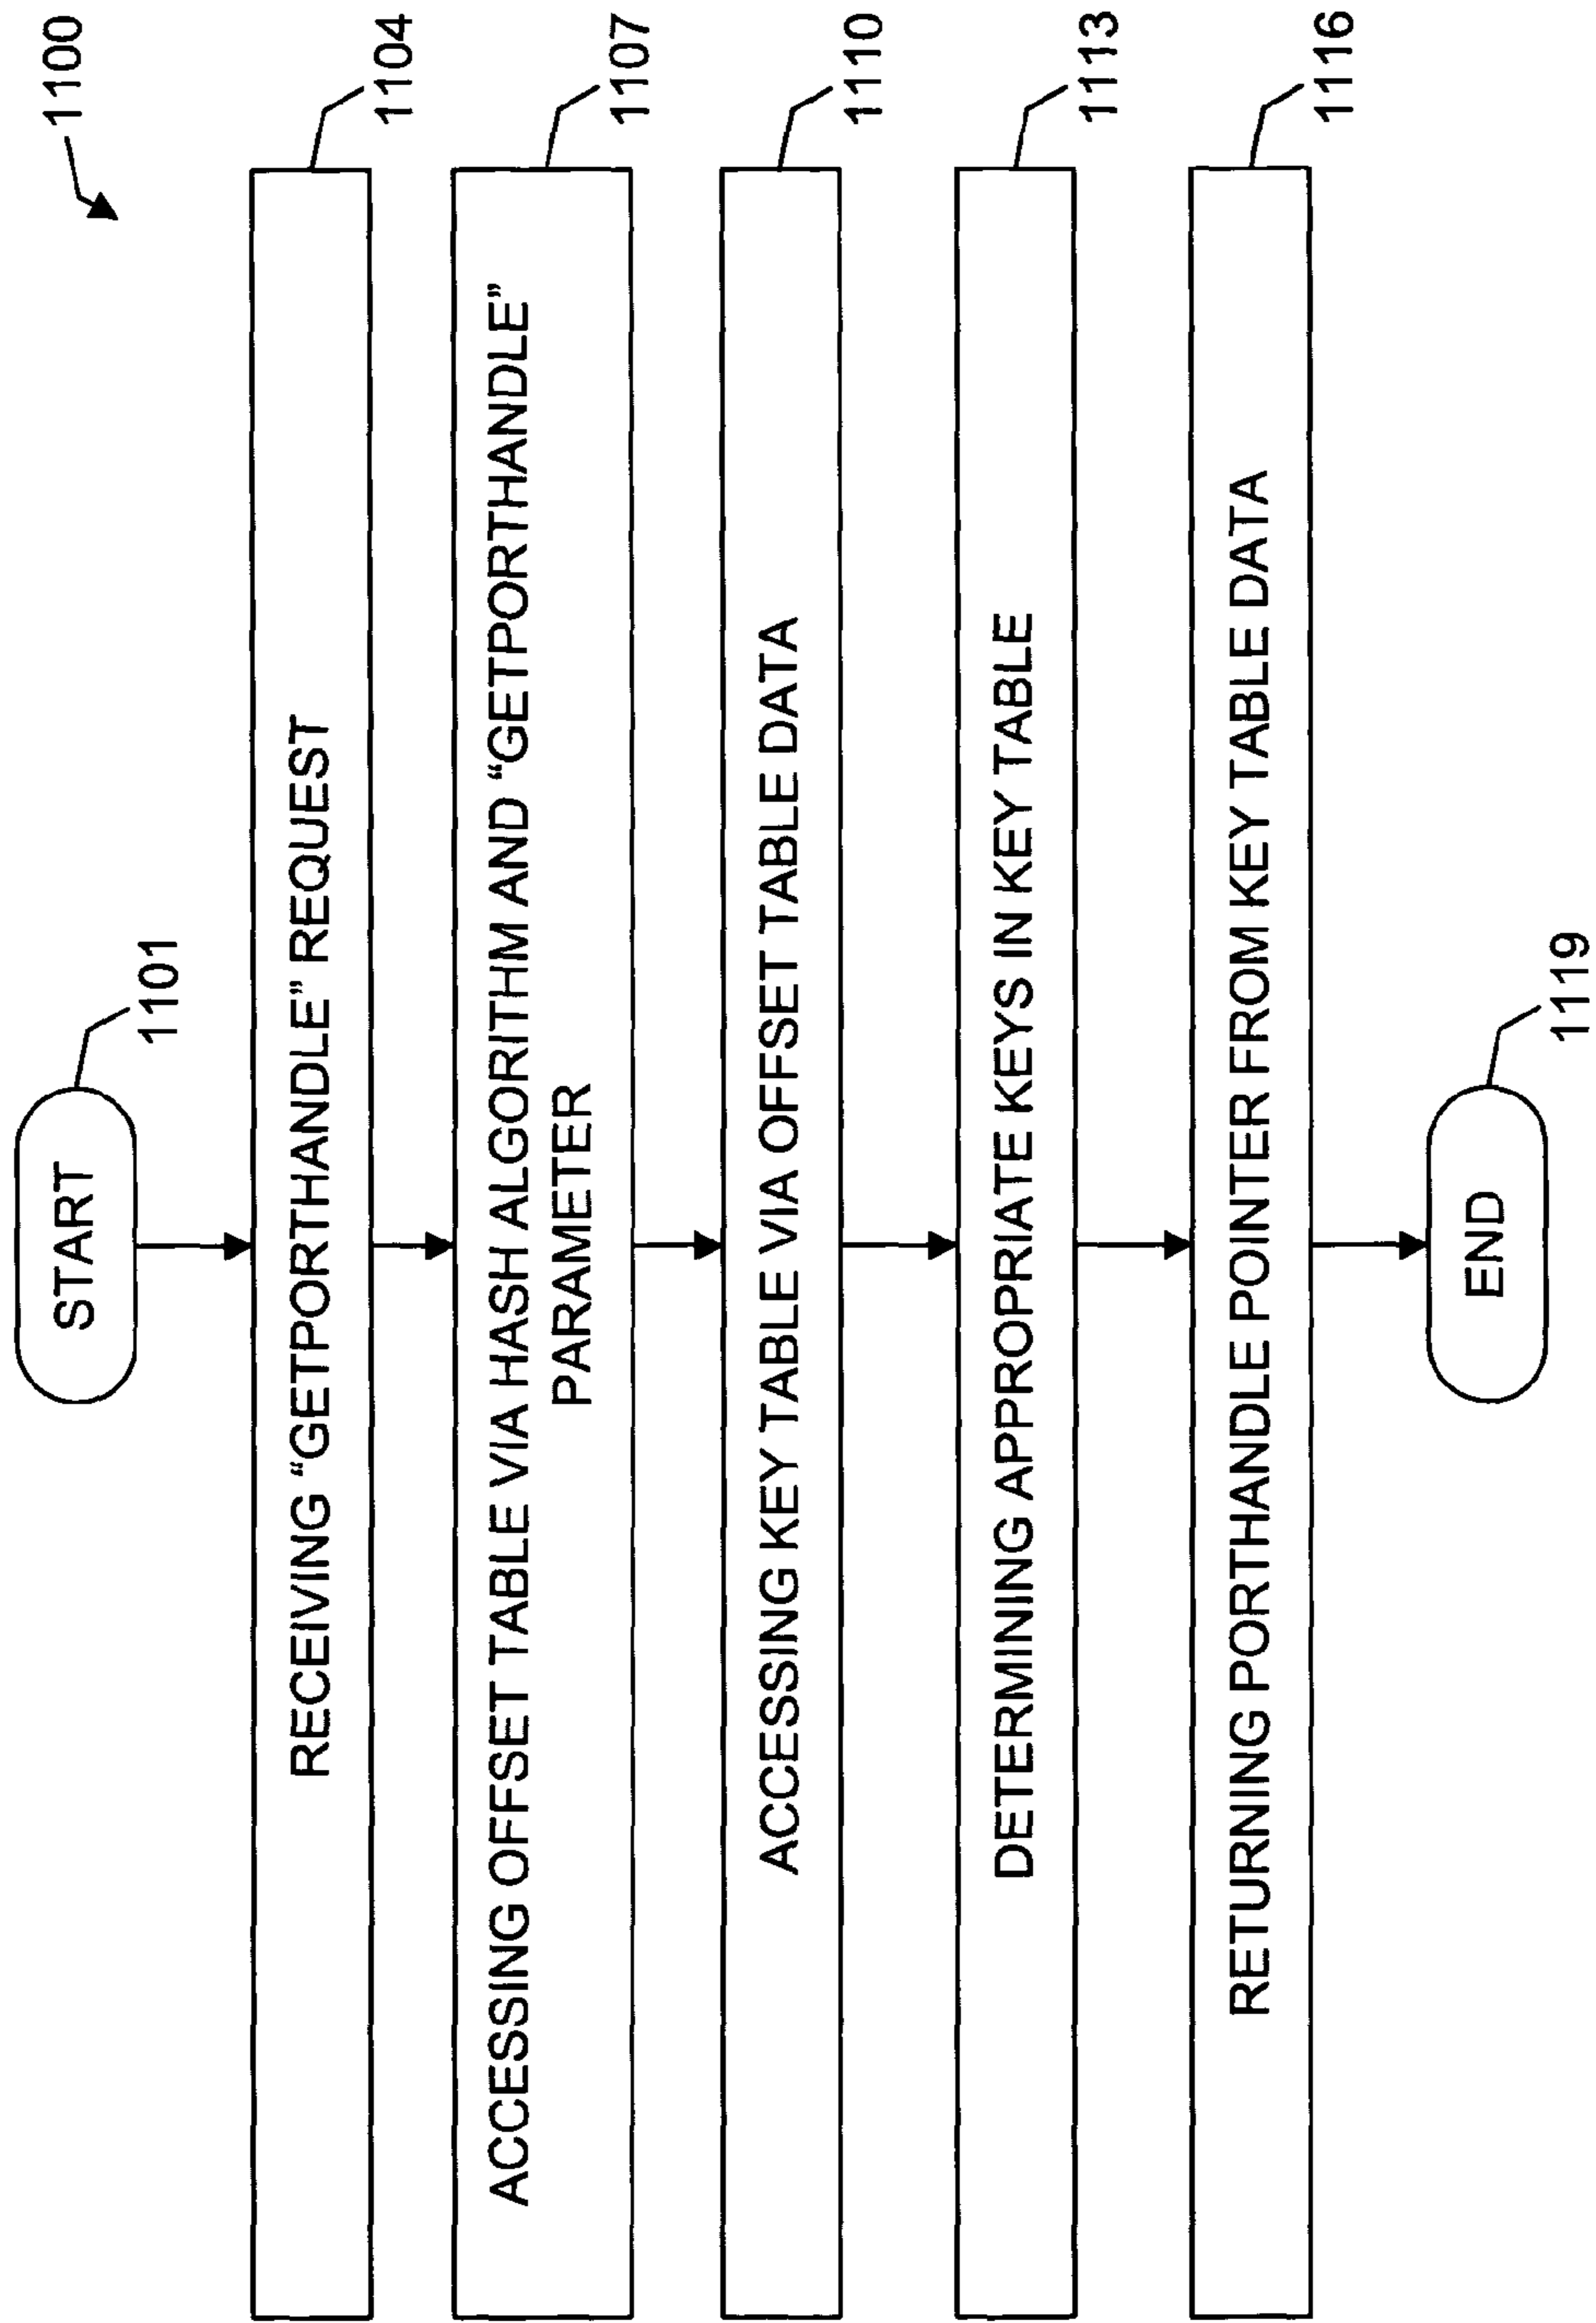 1100
START
1101
RECEIVING “GETPORTHANDLE” REQUEST
1104
ACCESSING OFFSET TABLE VIA HASH ALGORITHM AND “GETPORTHANDLE”
PARAMETER
1107
ACCESSING KEY TABLE VIA OFFSET TABLE DATA
1110
DETERMINING APPROPRIATE KEYS IN KEY TABLE
1113
RETURNING PORTHANDLE POINTER FROM KEY TABLE DATA
1116
END
1119